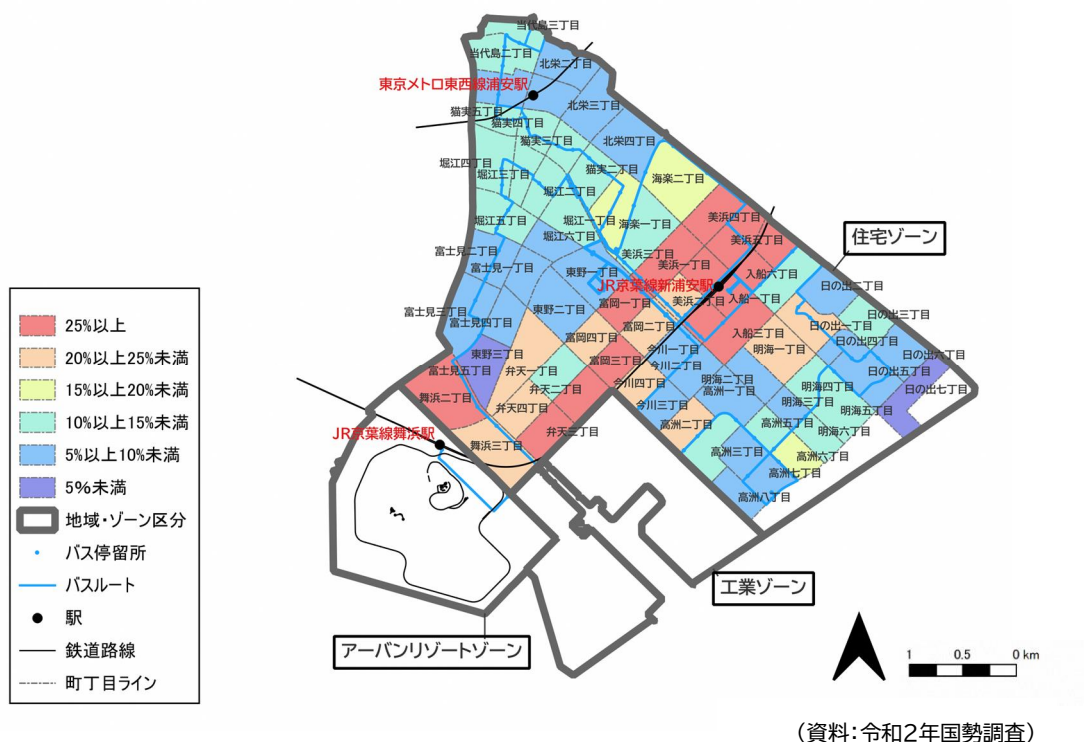 当代島三丁目
当代島二丁目
北栄二丁目
東京メトロ東西線浦安駅
北栄三丁目
猫実五丁目
猫実四丁目
猫実三丁目
北栄四丁目
堀江四丁目
猫実二丁目
堀江三丁目
海楽二丁目
堀江二丁目
堀江一丁目
海楽一丁目
美浜四丁目
堀江五丁目
堀江六丁目
美浜五丁目
住宅ゾーン
富士見二丁目
美浜三丁目
美浜一丁目
富士見一丁目
東野一丁目
入船六丁目
JR京葉線新浦安駅
日の出二丁目
美浜二丁目
入船一丁目
富岡一丁目
富士見三丁目
東野二丁目
日の出三丁目
富士見四丁目
富岡二丁目
日の出一丁目
入船三丁目
富岡四丁目
日の出四丁目
今川一丁目
明海一丁目
東野三丁目
日の出六丁目
富岡三丁目
今川二丁目
富士見五丁目
弁天一丁目
日の出五丁目
今川四丁目
明海二丁目
弁天二丁目
明海四丁目
日の出七丁目
高洲一丁目
舞浜二丁目
明海三丁目
今川三丁目
弁天四丁目
明海五丁目
高洲五丁目
高洲二丁目
明海六丁目
JR京葉線舞浜駅
弁天三丁目
舞浜三丁目
高洲三丁目
高洲六丁目
高洲七丁目
高洲八丁目
25%以上
20%以上25%未満
15%以上20%未満
10%以上15%未満
5%以上10%未満
5%未満
地域・ゾーン区分
バス停留所
バスルート
駅
鉄道路線
町丁目ライン
工業ゾーン
アーバンリゾートゾーン
1 0.5 0 km
(資料:令和2年国勢調査)